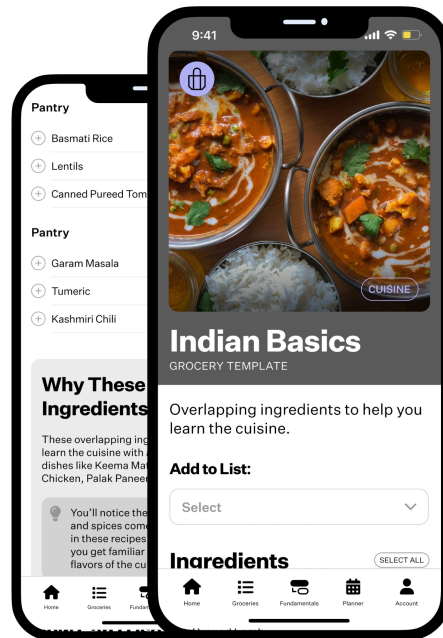 Pantry
Basmati Rice
Lentils
Canned Pureed Tom
Pantry
Garam Masala
Tumeric
Kashmiri Chili
Why These
Ingredients
These overlapping ing
learn the cuisine with
dishes like Keema Mat
Chicken, Palak Paneer
You'll notice the
and spices come
in these recipes
you get familiar
flavors of the cu
Home
Groceries
Fundam
9:41
CUISINE
Indian Basics
GROCERY TEMPLATE
Overlapping ingredients to help you
learn the cuisine.
Add to List:
Select
Ingredients
SELECT ALL
Home
Groceries
Fundamentals
Planner
Account